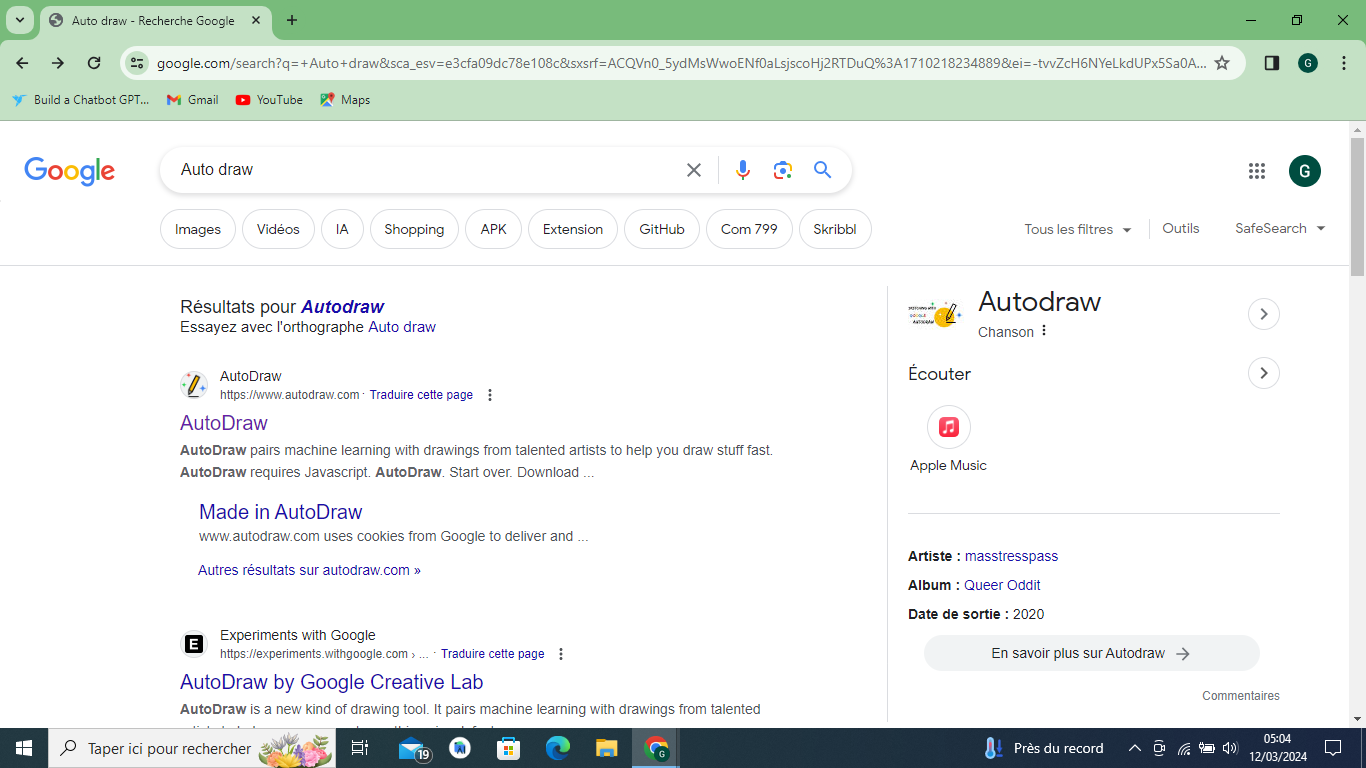 Auto draw - Recherche Google
google.com/search?q=+Auto+draw&sca_esv=e3cfa09dc78e108c&sxsrf=ACQVn0_5ydMsWwoENf0aLsjscoHj2RTDuQ%3A1710218234889&ei=-tvvZcH6NYeLkdUPx5Sa0A...
G
Build a Chatbot GPT...
Gmail
YouTube
Maps
Google
Auto draw
G
Images
Vidéos
IA
Shopping
APK
Extension
GitHub
Com 799
Skribbl
Tous les filtres
Outils
SafeSearch
Résultats pour Autodraw
Essayez avec l'orthographe Auto draw
AutoDraw
https://www.autodraw.com · Traduire cette page
AutoDraw
AutoDraw pairs machine learning with drawings from talented artists to help you draw stuff fast.
AutoDraw requires Javascript. AutoDraw. Start over. Download ...
Made in AutoDraw
www.autodraw.com uses cookies from Google to deliver and ...
Autres résultats sur autodraw.com »
E
Experiments with Google
https://experiments.withgoogle.com › ... · Traduire cette page
AutoDraw by Google Creative Lab
AutoDraw is a new kind of drawing tool. It pairs machine learning with drawings from talented
Autodraw
Chanson
Écouter
Apple Music
Artiste : masstresspass
Album : Queer Oddit
Date de sortie : 2020
En savoir plus sur Autodraw
Commentaires
Taper ici pour rechercher
19
G
Près du record
05:04
12/03/2024